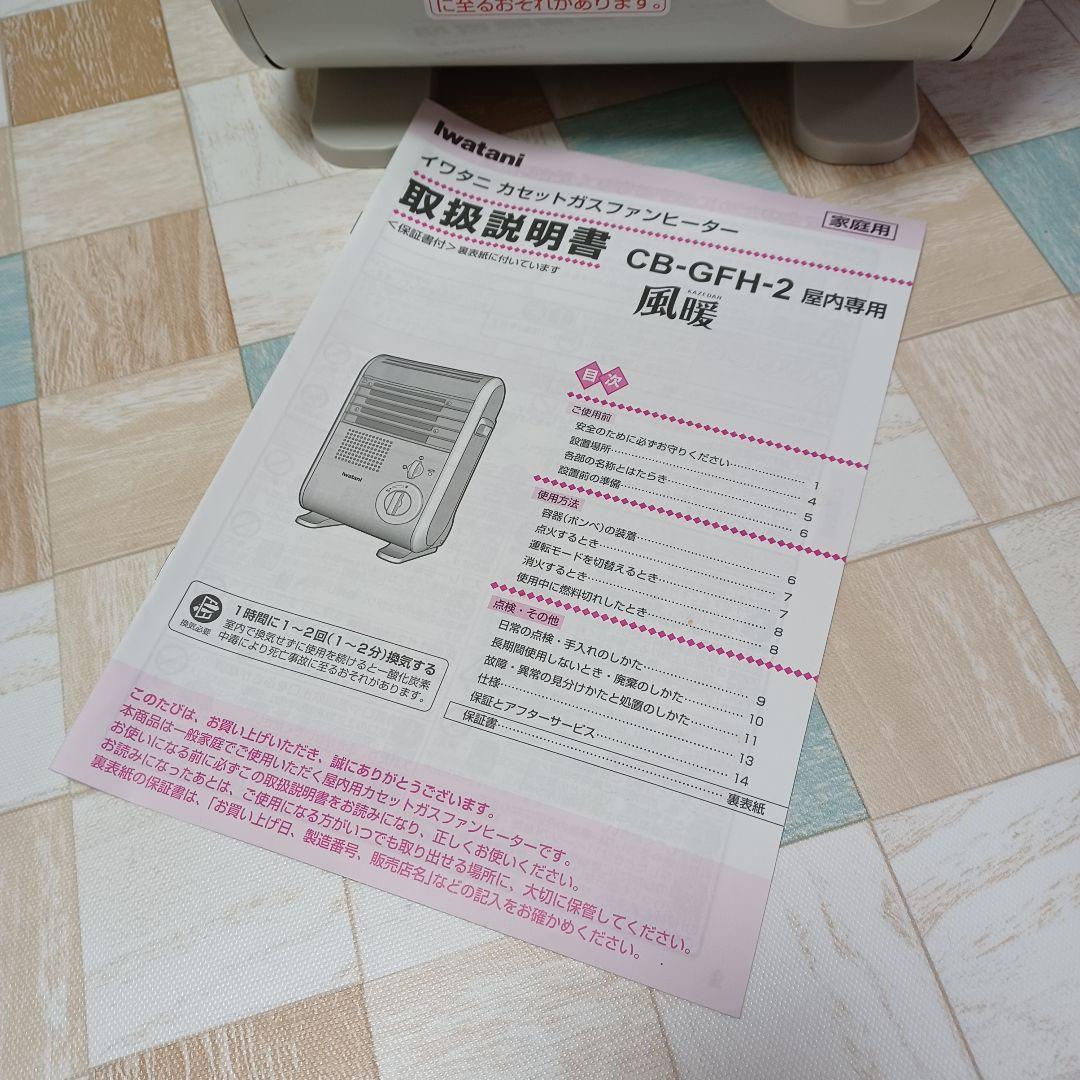 に至るおそれがあります。
Iwatani
イワタニ カセットガスファンヒーター
家庭用
取扱説明書
CB-GFH-2 屋内専用
<保証書付>裏表紙に付いています
KAZEDAN
風暖
目次
ご使用前
安全のために必ずお守りください……………1
設置場所……………4
各部の名称とはたらき……………5
設置前の準備……………6
使用方法
容器(ボンベ)の装着……………6
点火するとき……………7
運転モードを切替えるとき……………7
消火するとき……………8
使用中に燃料切れしたとき……………8
点検・その他
日常の点検・手入れのしかた……………9
長期間使用しないとき・廃棄のしかた……………10
故障・異常の見分けかたと処置のしかた……………11
仕様……………13
保証とアフターサービス……………14
保証書……………裏表紙
Iwatani
換気必要
1時間に1~2回(1~2分)換気する
室内で換気せずに使用を続けると一酸化炭素
中毒により死亡事故に至るおそれがあります。
このたびは、お買い上げいただき、誠にありがとうございます。
本商品は一般家庭でご使用いただく屋内用カセットガスファンヒーターです。
お使いになる前に必ずこの取扱説明書をお読みになり、正しくお使いください。
お読みになったあとは、ご使用になる方がいつでも取り出せる場所に、大切に保管してください。
裏表紙の保証書は、「お買い上げ日、製造番号、販売店名」などの記入をお確かめください。